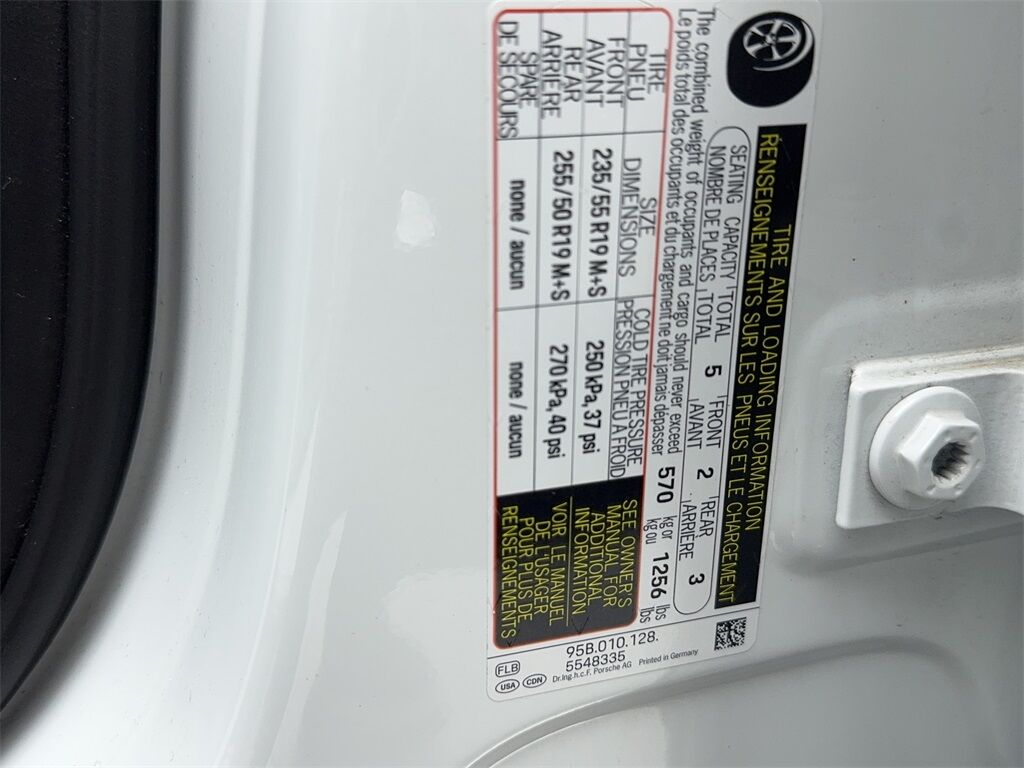 TIRE AND LOADING INFORMATION
RENSEIGNEMENTS SUR LES PNEUS ET LE CHARGEMENT
SEATING CAPACITY TOTAL 5 FRONT 2 REAR 3
NOMBRE DE PLACES TOTAL AVANT ARRIÈRE
The combined weight of occupants and cargo should never exceed 570 kg or 1256 lbs
Le poids total des occupants et du chargement ne doit jamais dépasser kg ou lbs
TIRE SIZE COLD TIRE PRESSURE
PNEU DIMENSIONS PRESSION PNEU À FROID
FRONT 235/55 R19 M+S 250 kPa, 37 psi
AVANT
REAR 255/50 R19 M+S 270 kPa, 40 psi
ARRIÈRE
SPARE none / aucun none / aucun
DE SECOURS
SEE OWNER'S
MANUAL FOR
ADDITIONAL
INFORMATION
VOIR LE MANUEL
DE L'USAGER
POUR PLUS DE
RENSEIGNEMENTS
95B.010.128.
5548335
Dr.Ing.h.c.F. Porsche AG Printed in Germany
FLB
USA CDN